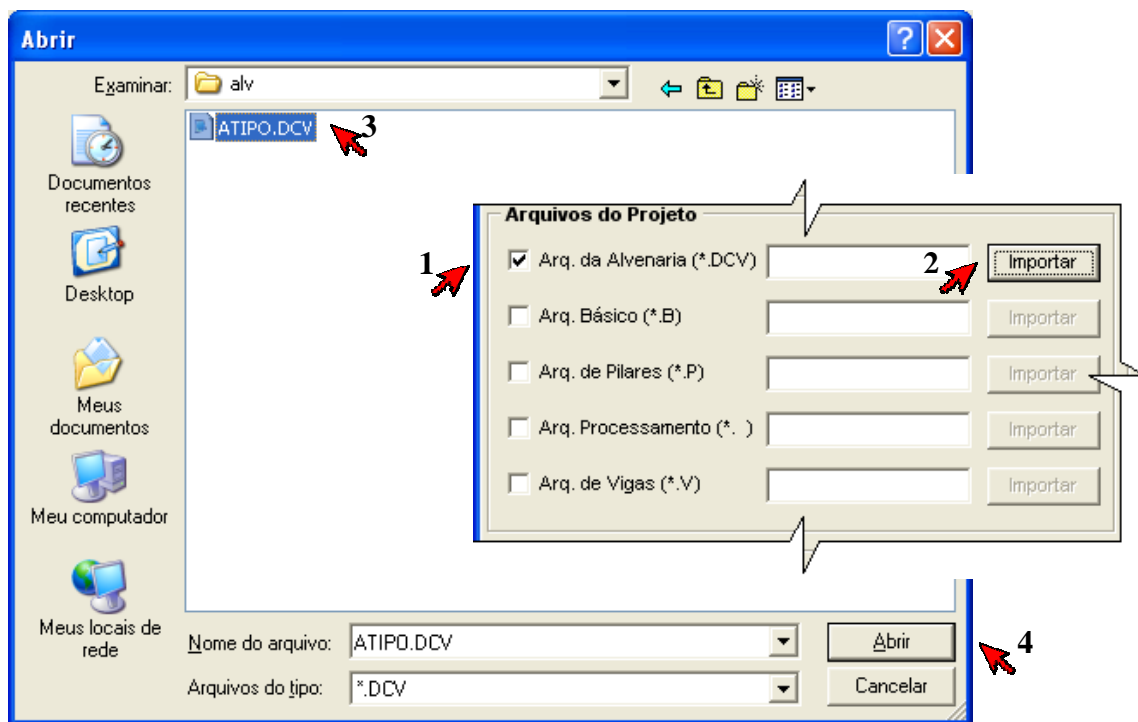 Abrir
Examinar:
alv
ATIPO.DCV
3
Documentos
recentes
Desktop
Meus
documentos
Meu computador
Meus locais de
rede
Arquivos do Projeto
1
Arq. da Alvenaria (*.DCV)
2
Importar
Arq. Básico (*.B)
Importar
Arq. de Pilares (*.P)
Importar
Arq. Processamento (*. )
Importar
Arq. de Vigas (*.V)
Importar
Nome do arquivo:
ATIPO.DCV
Abrir
4
Arquivos do tipo:
*.DCV
Cancelar